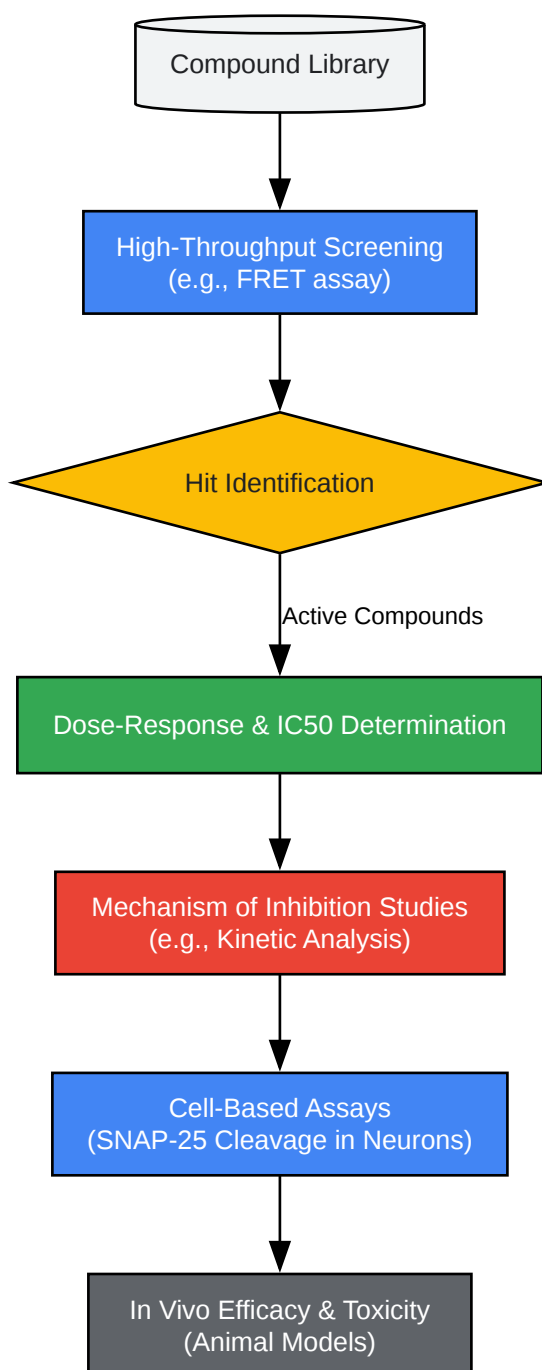 Compound Library
High-Throughput Screening
(e.g., FRET assay)
Hit Identification
Active Compounds
Dose-Response & IC50 Determination
Mechanism of Inhibition Studies
(e.g., Kinetic Analysis)
Cell-Based Assays
(SNAP-25 Cleavage in Neurons)
In Vivo Efficacy & Toxicity
(Animal Models)